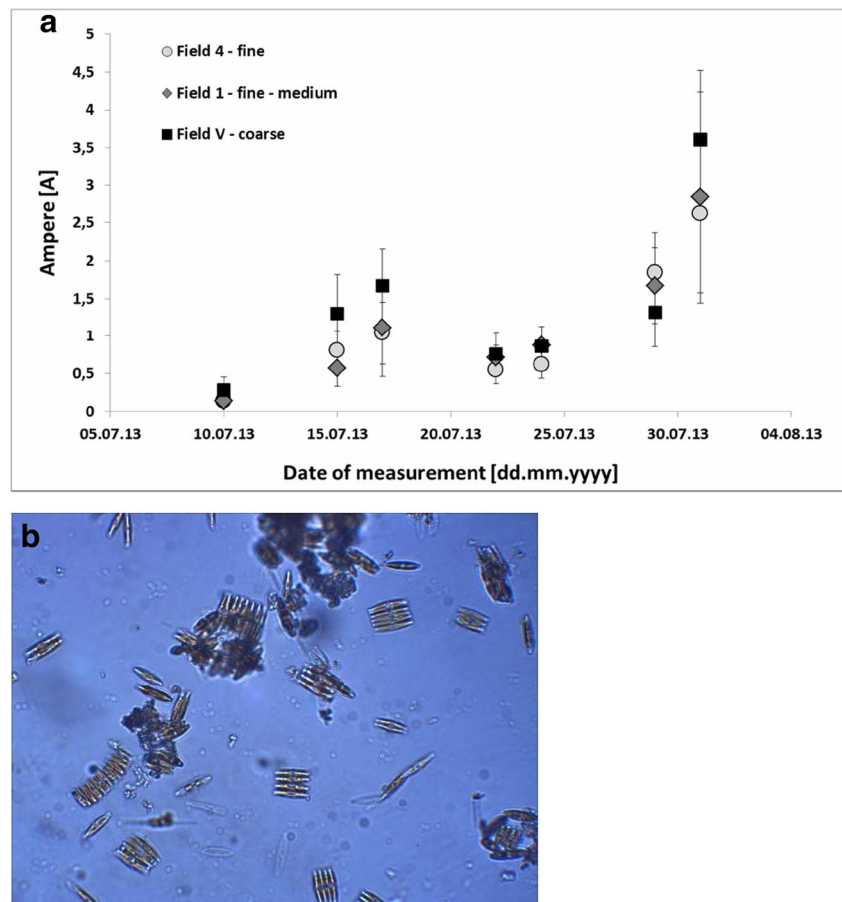 a
5
4,5
4
3,5
3
2,5
2
1,5
1
0,5
0
Ampere [A]
Field 4 - fine
Field 1 - fine - medium
Field V - coarse
05.07.13 10.07.13 15.07.13 20.07.13 25.07.13 30.07.13 04.08.13
Date of measurement [dd.mm.yyyy]
b